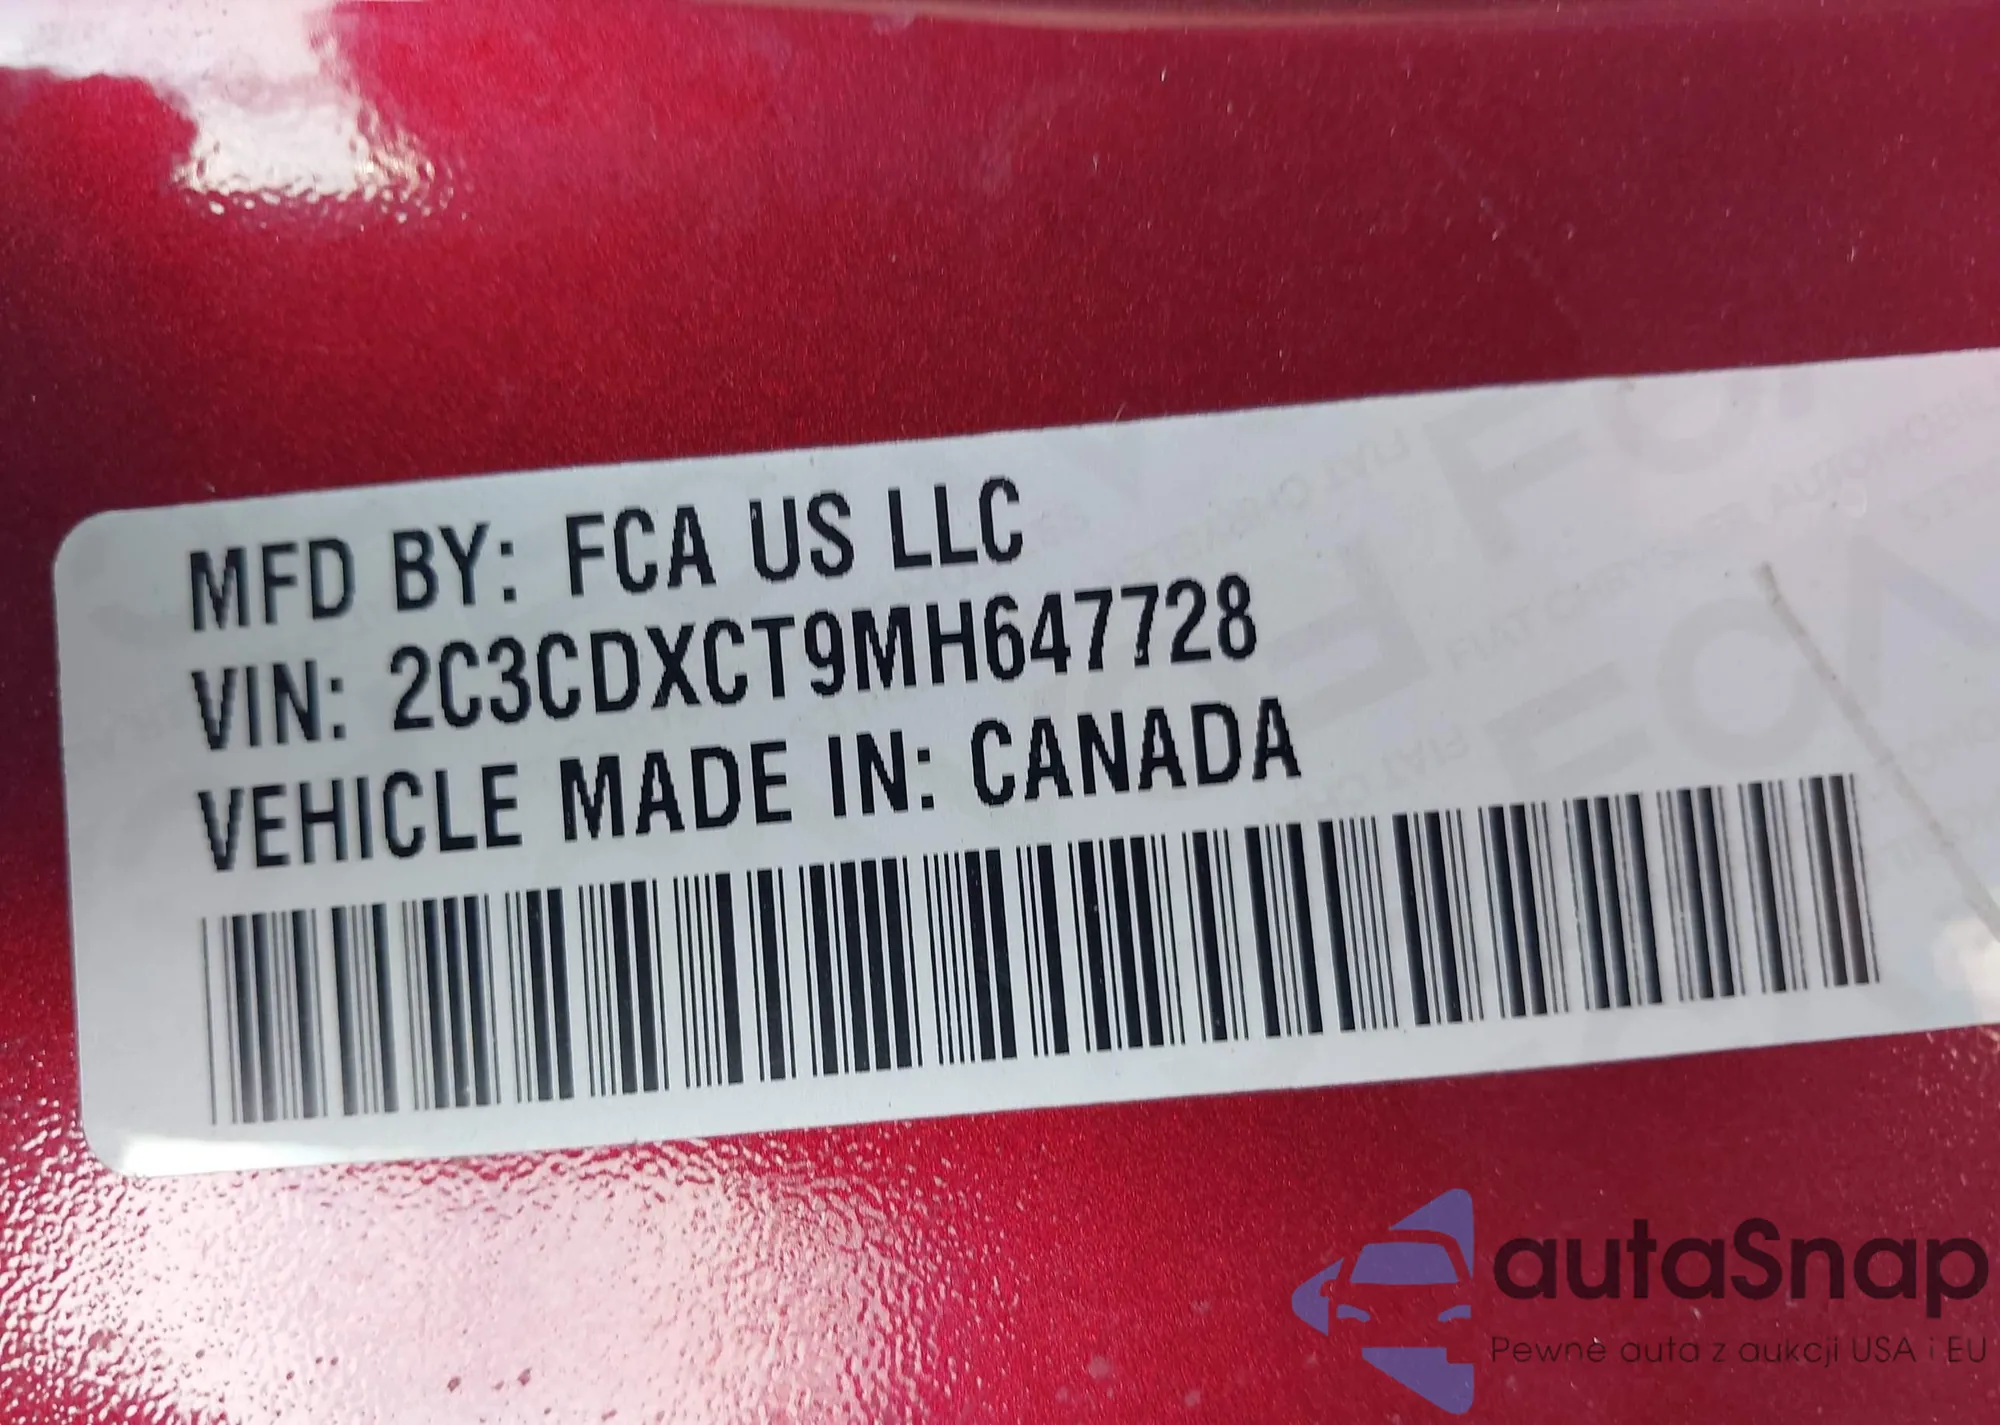 MFD BY: FCA US LLC
VIN: 2C3CDXCT9MH647728
VEHICLE MADE IN: CANADA
autaSnap
Pewne auta z aukcji USA i EU